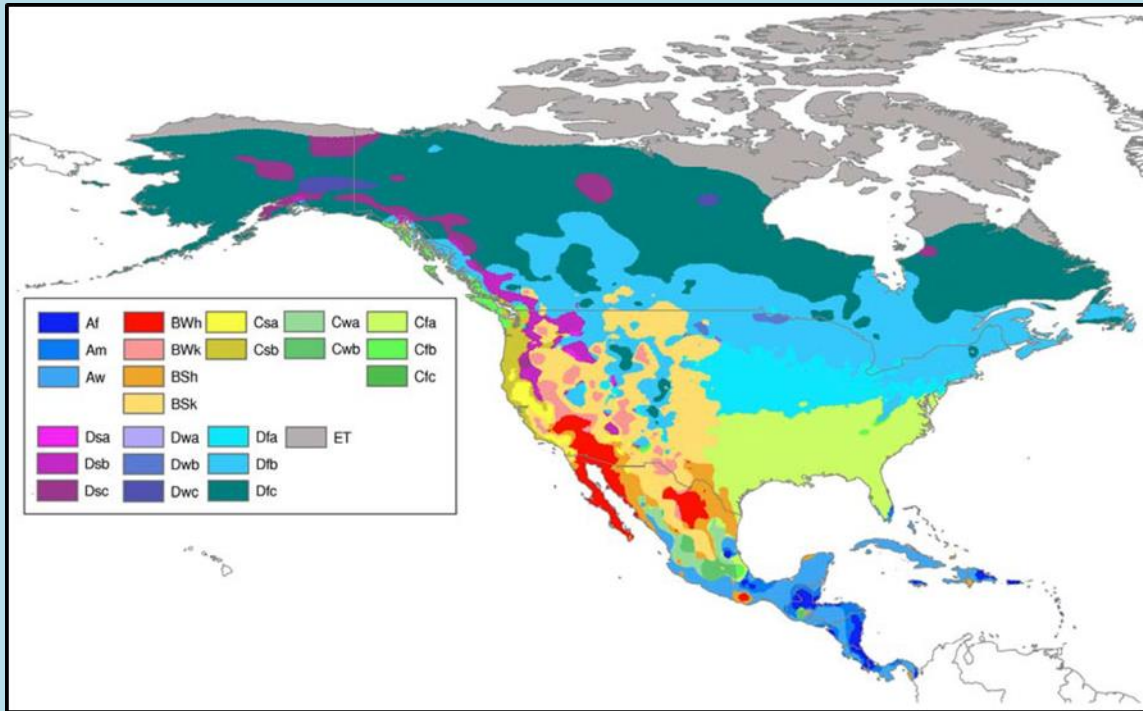 Af BWh Csa Cwa Cfa
Am BWk Csb Cwb Cfb
Aw BSh Cfc
BSk
Dsa Dwa Dfa ET
Dsb Dwb Dfb
Dsc Dwc Dfc